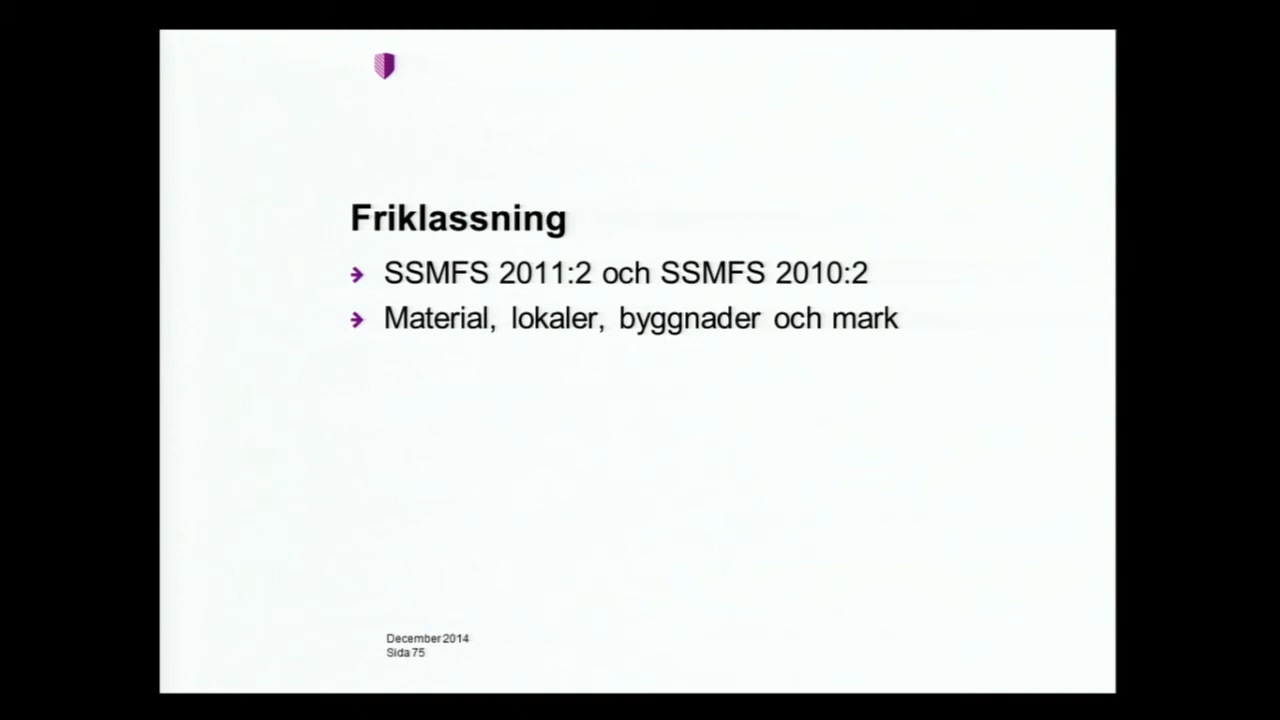 Friklassning
SSMFS 2011:2 och SSMFS 2010:2
Material, lokaler, byggnader och mark
December 2014
Sida 75